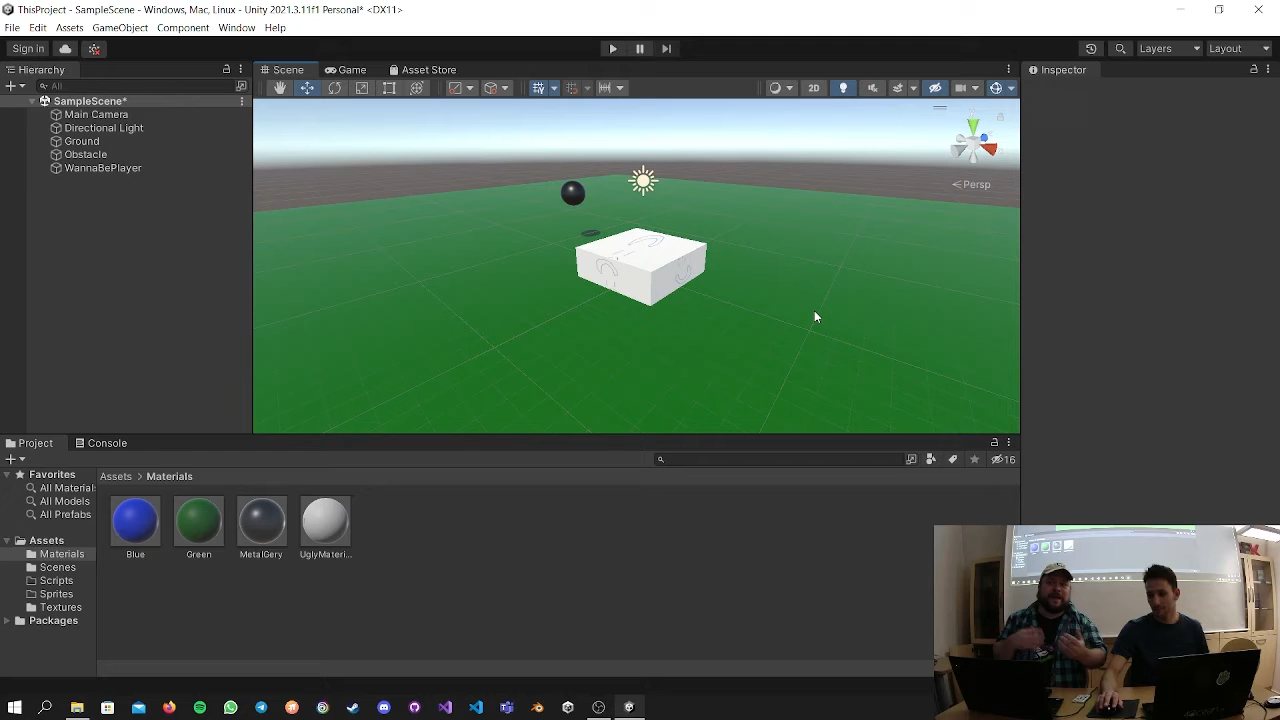 ThisProject - SampleScene - Windows, Mac, Linux - Unity 2021.3.11f1 Personal* <DX11>
File Edit Assets GameObject Component Window Help
Sign in
Layers
Layout
Hierarchy
Scene
Game
Asset Store
Inspector
All
2D
SampleScene*
Main Camera
Directional Light
Ground
Obstacle
WannaBePlayer
Persp
Project
Console
16
Favorites
All Material
All Models
All Prefabs
Assets
Materials
Scenes
Scripts
Sprites
Textures
Packages
Assets > Materials
Blue
Green
MetalGery
UglyMateri...